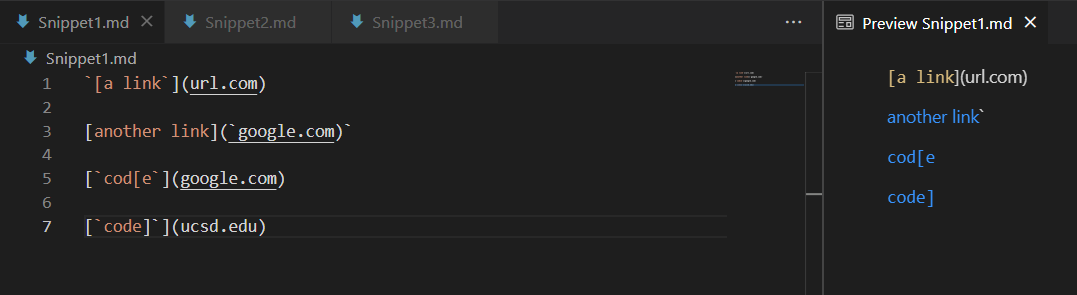 Snippet1.md Snippet2.md Snippet3.md ... Preview Snippet1.md
Snippet1.md
1 `[a link`](url.com)
2
3 [another link](`google.com)`
4
5 [`cod[e`](google.com)
6
7 [`code]`](ucsd.edu)
[a link](url.com)
another link`
cod[e
code]